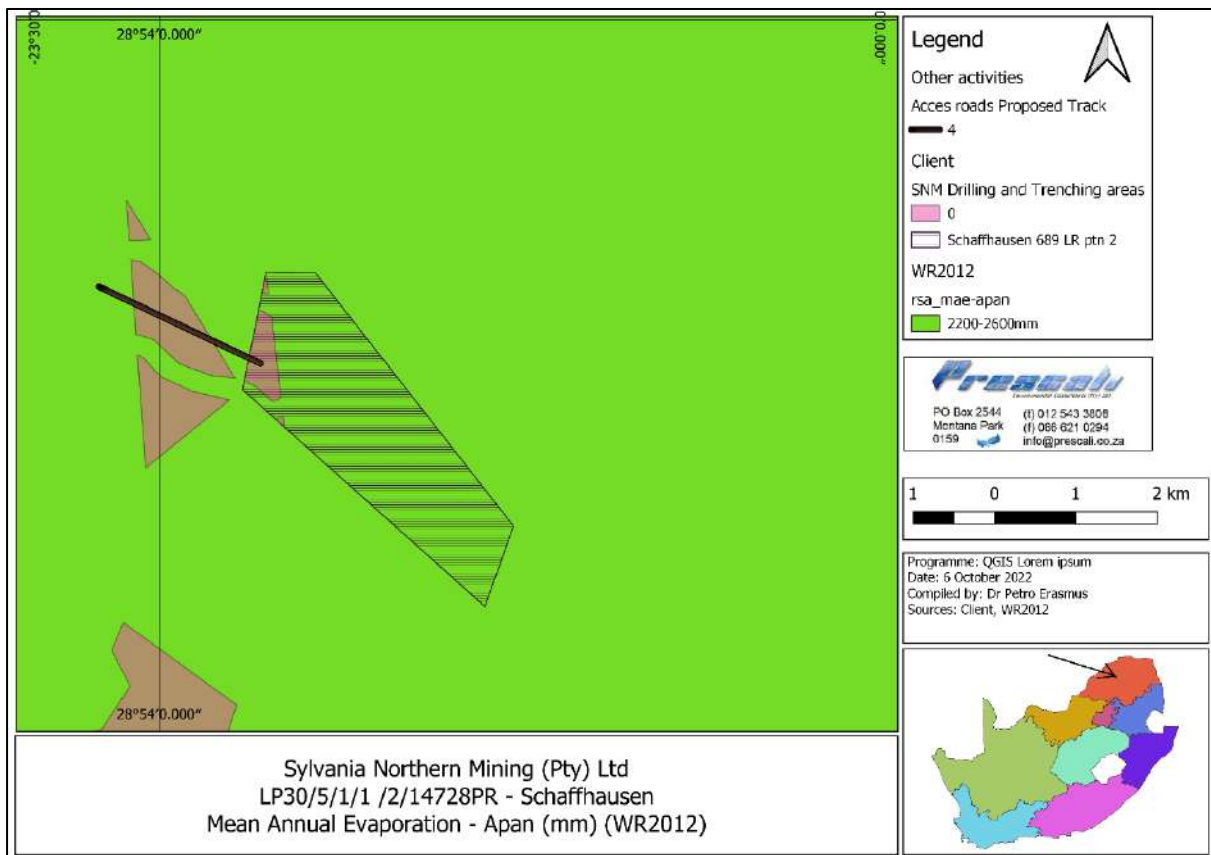 -23°30'0
28°54'0.000"
0'0.000"
28°54'0.000"
Legend
Other activities
Acces roads Proposed Track
4
Client
SNM Drilling and Trenching areas
0
Schaffhausen 689 LR ptn 2
WR2012
rsa_mae-apan
2200-2600mm
Prescali
PO Box 2544
Montana Park
0159
(t) 012 543 3808
(f) 086 621 0294
info@prescali.co.za
1 0 1 2 km
Programme: QGIS Lorem ipsum
Date: 6 October 2022
Compiled by: Dr Petro Erasmus
Sources: Client, WR2012
Sylvania Northern Mining (Pty) Ltd
LP30/5/1/1 /2/14728PR - Schaffhausen
Mean Annual Evaporation - Apan (mm) (WR2012)